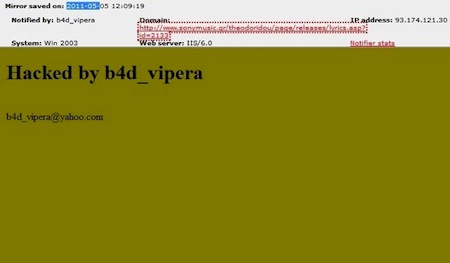 Mirror saved on: 2011-05-05 12:09:19
Notified by: b4d_vipera Domain: IP address: 93.174.121.30
http://www.sonymusic.gr/theodoridou/page/releases/lyrics.asp?
id=2133
System: Win 2003 Web server: IIS/6.0 Notifier stats
Hacked by b4d_vipera
b4d_vipera@yahoo.com